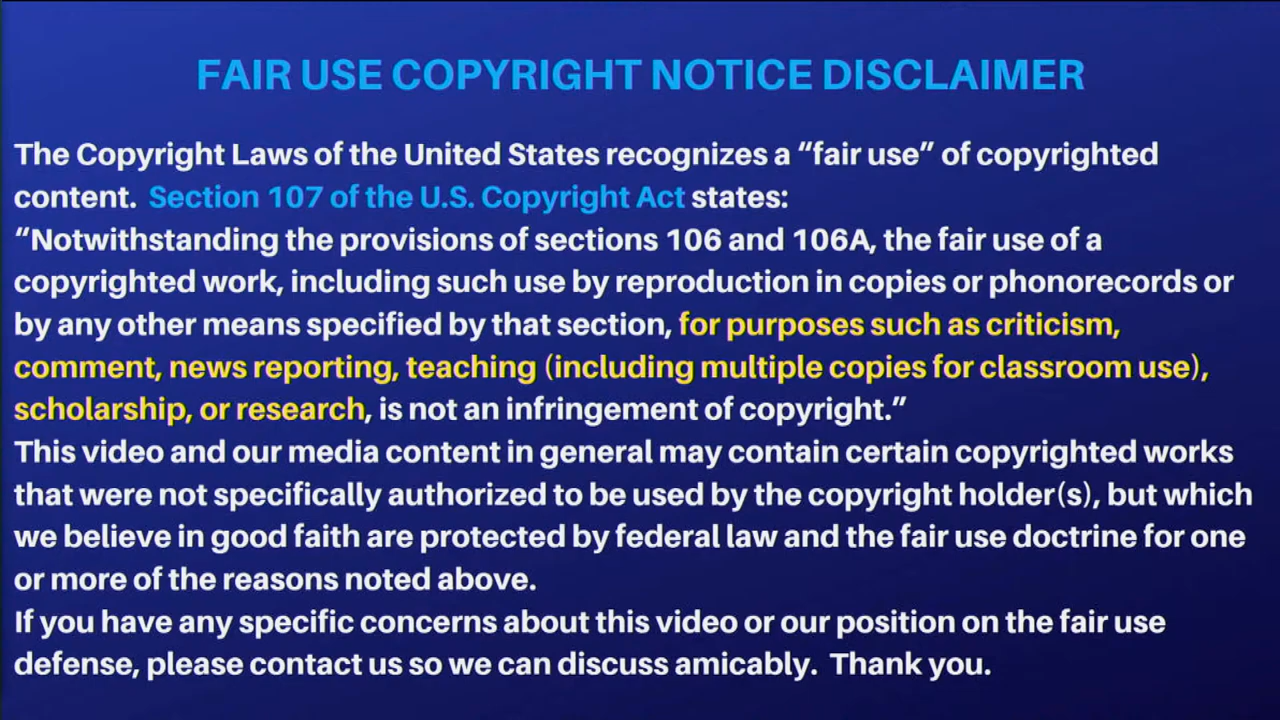 FAIR USE COPYRIGHT NOTICE DISCLAIMER
The Copyright Laws of the United States recognizes a “fair use” of copyrighted
content.  Section 107 of the U.S. Copyright Act states:
“Notwithstanding the provisions of sections 106 and 106A, the fair use of a
copyrighted work, including such use by reproduction in copies or phonorecords or
by any other means specified by that section, for purposes such as criticism,
comment, news reporting, teaching (including multiple copies for classroom use),
scholarship, or research, is not an infringement of copyright.”
This video and our media content in general may contain certain copyrighted works
that were not specifically authorized to be used by the copyright holder(s), but which
we believe in good faith are protected by federal law and the fair use doctrine for one
or more of the reasons noted above.
If you have any specific concerns about this video or our position on the fair use
defense, please contact us so we can discuss amicably.  Thank you.